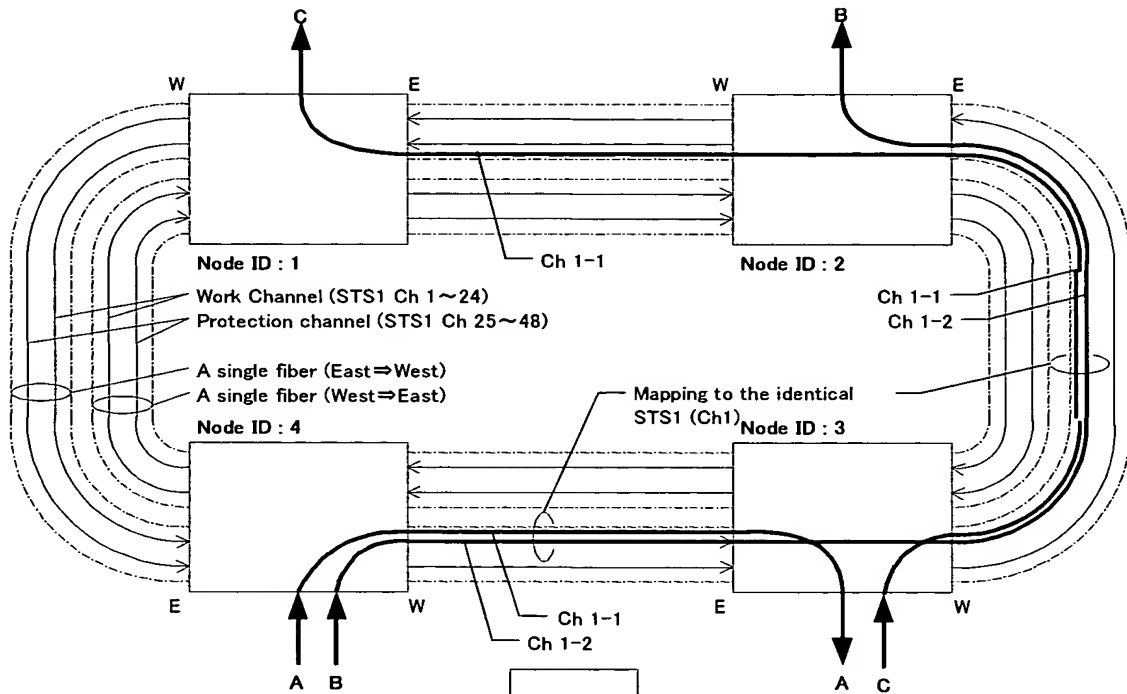 C
B
W
E
W
E
Ch 1-1
Node ID : 1
Node ID : 2
Work Channel (STS1 Ch 1～24)
Protection channel (STS1 Ch 25～48)
Ch 1-1
Ch 1-2
A single fiber (East⇒West)
A single fiber (West⇒East)
Mapping to the identical
STS1 (Ch1)
Node ID : 4
Node ID : 3
E
W
E
W
Ch 1-1
Ch 1-2
A
B
A
C